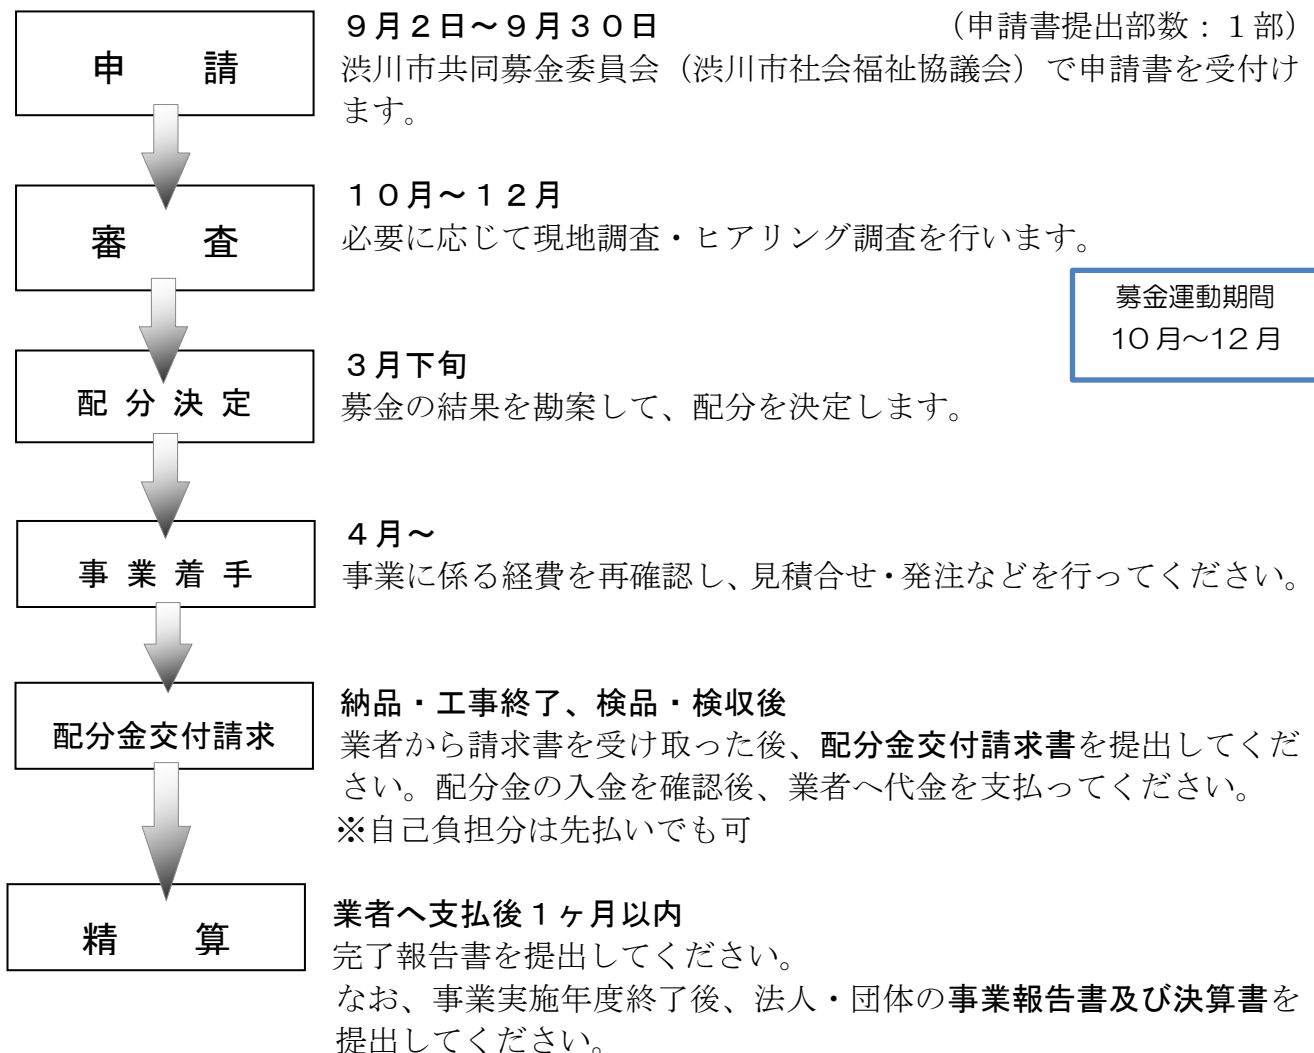 申　請
９月２日～９月３０日　（申請書提出部数：１部）
渋川市共同募金委員会（渋川市社会福祉協議会）で申請書を受付け
ます。
審　査
１０月～１２月
必要に応じて現地調査・ヒアリング調査を行います。
募金運動期間
10月～12月
配分決定
３月下旬
募金の結果を勘案して、配分を決定します。
事業着手
４月～
事業に係る経費を再確認し、見積合せ・発注などを行ってください。
配分金交付請求
納品・工事終了、検品・検収後
業者から請求書を受け取った後、配分金交付請求書を提出してくだ
さい。配分金の入金を確認後、業者へ代金を支払ってください。
※自己負担分は先払いでも可
精　算
業者へ支払後１ヶ月以内
完了報告書を提出してください。
なお、事業実施年度終了後、法人・団体の事業報告書及び決算書を
提出してください。